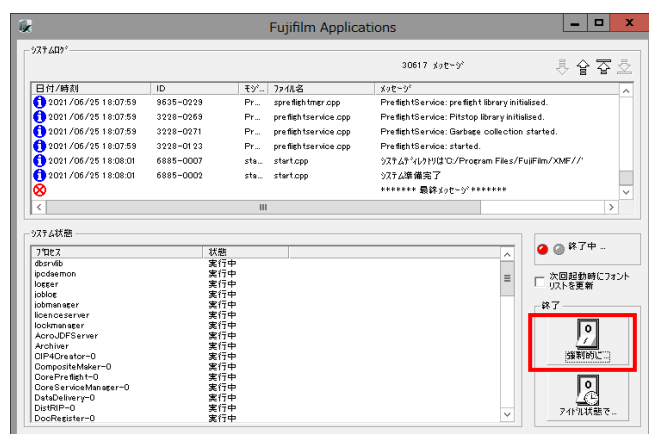 Fujifilm Applications
システムログ
30617 メッセージ
日付/時刻 ID モジ... ファイル名 メッセージ
2021/06/25 18:07:59 9635-0229 Pr... spreflightmgr.cpp PreflightService: preflight library initialised.
2021/06/25 18:07:59 3228-0269 Pr... preflightservice.cpp PreflightService: Pitstop library initialised.
2021/06/25 18:07:59 3228-0271 Pr... preflightservice.cpp PreflightService: Garbage collection started.
2021/06/25 18:07:59 3228-0123 Pr... preflightservice.cpp PreflightService: started.
2021/06/25 18:08:01 6885-0007 sta... start.cpp システムディレクトリは'C:/Program Files/FujiFilm/XMF//'
2021/06/25 18:08:01 6885-0002 sta... start.cpp システム準備完了
******* 最終メッセージ*******
システム状態
プロセス 状態
dbsrvlib 実行中
ipcdaemon 実行中
logger 実行中
joblog 実行中
jobmanager 実行中
licenceserver 実行中
lockmanager 実行中
AcroJDFServer 実行中
Archiver 実行中
CIP4Creator-0 実行中
CompositeMaker-0 実行中
CorePreflight-0 実行中
CoreServiceManager-0 実行中
DataDelivery-0 実行中
DistRIP-0 実行中
DocRegister-0 実行中
終了中 ...
次回起動時にフォント
リストを更新
終了
強制的に...
アイドル状態で...